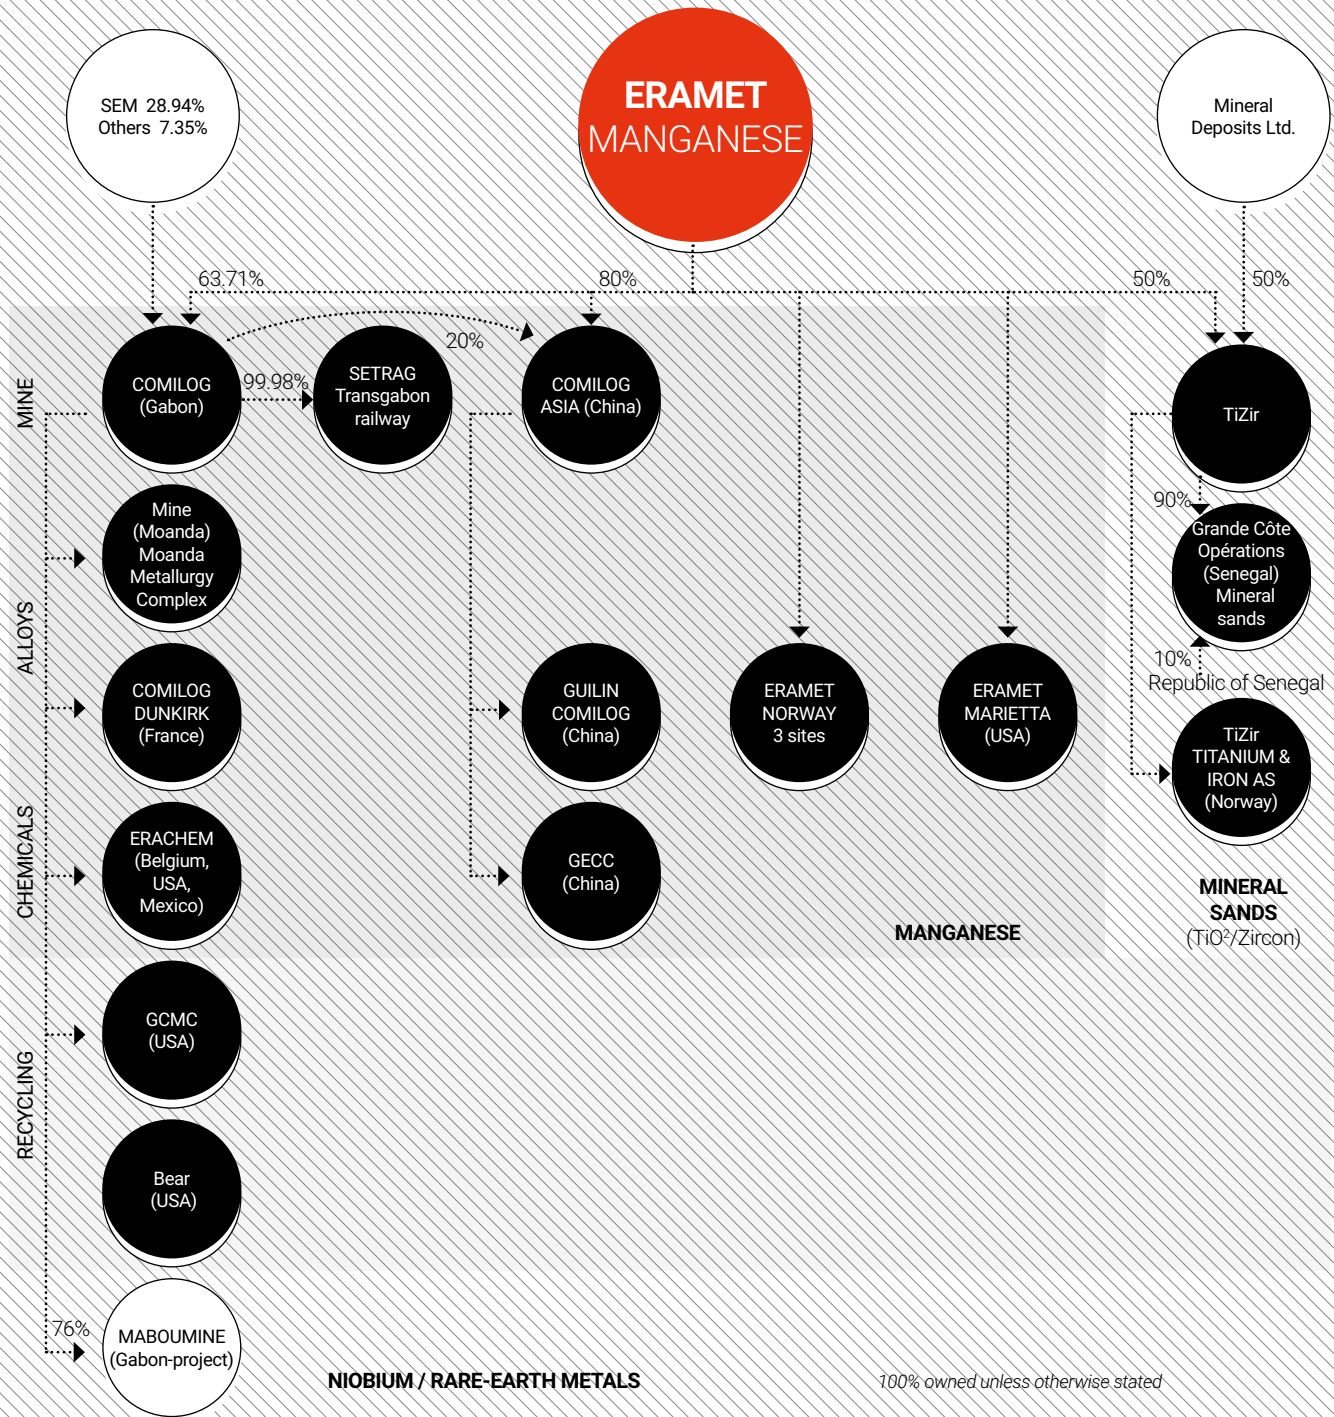 ERAMET
MANGANESE
SEM 28.94%
Others 7.35%
Mineral
Deposits Ltd.
63.71%
80%
50%
50%
20%
99.98%
MINE
COMILOG
(Gabon)
SETRAG
Transgabon
railway
COMILOG
ASIA (China)
TiZir
90%
ALLOYS
Mine
(Moanda)
Moanda
Metallurgy
Complex
Grande Côte
Opérations
(Senegal)
Mineral
sands
10%
Republic of Senegal
COMILOG
DUNKIRK
(France)
GUILIN
COMILOG
(China)
ERAMET
NORWAY
3 sites
ERAMET
MARIETTA
(USA)
TiZir
TITANIUM &
IRON AS
(Norway)
CHEMICALS
ERACHEM
(Belgium,
USA,
Mexico)
GECC
(China)
MANGANESE
MINERAL
SANDS
(TiO²/Zircon)
RECYCLING
GCMC
(USA)
Bear
(USA)
76%
MABOUMINE
(Gabon-project)
NIOBIUM / RARE-EARTH METALS
100% owned unless otherwise stated